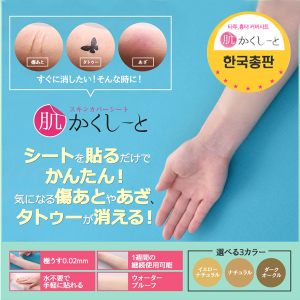 타투, 흉터 커버시트
肌かくしーと
한국총판
傷あと
タトゥー
あざ
すぐに消したい！そんな時に！
スキンカバーシート
肌かくしーと
シートを貼るだけで
かんたん！
気になる傷あとやあざ、
タトゥーが消える！
極うす0.02mm
1週間の
継続使用可能
水不要で
手軽に貼れる
ウォーター
プルーフ
選べる3カラー
イエロー
ナチュラル
ナチュラル
ダーク
オークル